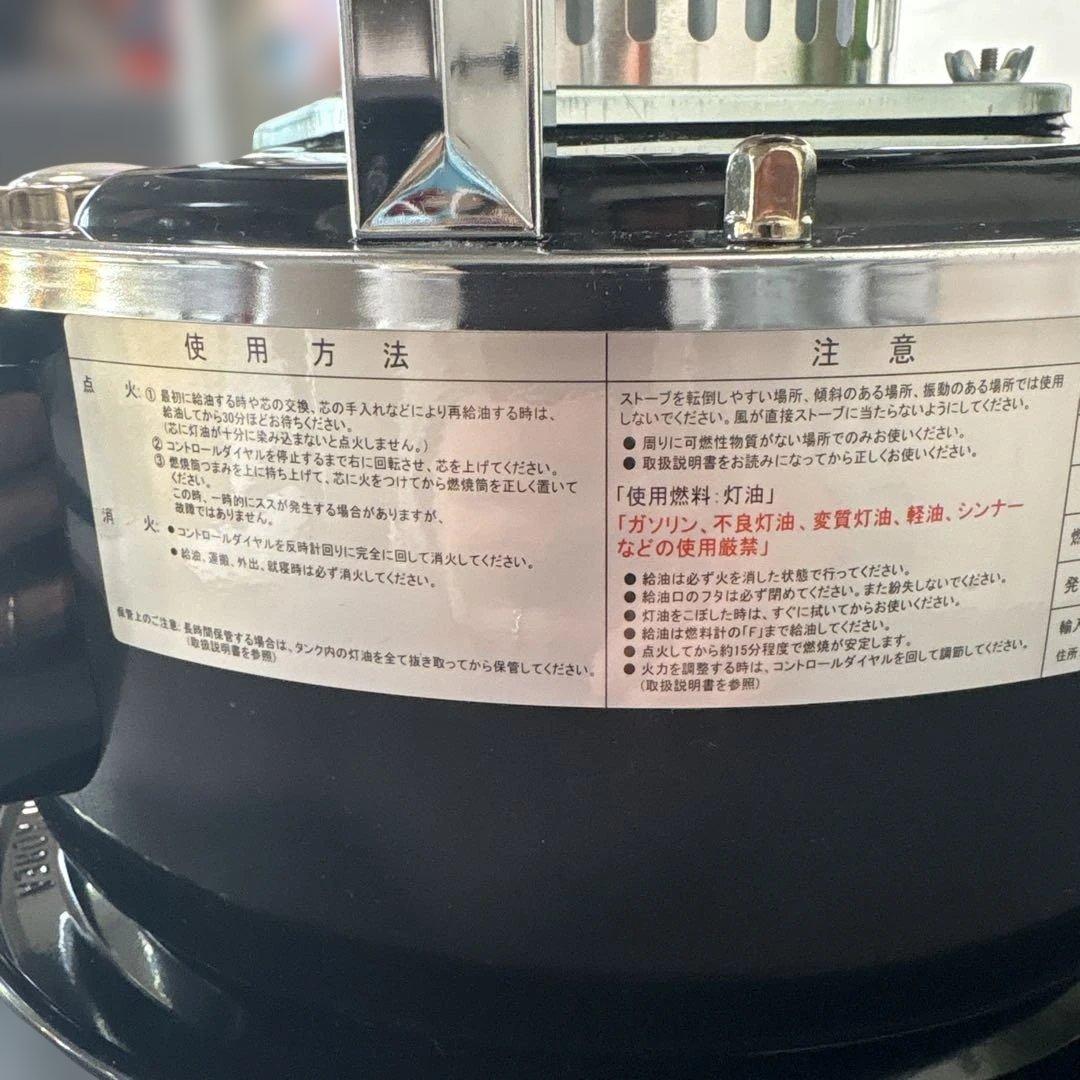 使用方法
点 火: ① 最初に給油する時や芯の交換、芯の手入れなどにより再給油する時は、
給油してから30分ほどお待ちください。
(芯に灯油が十分に染み込まないと点火しません。)
② コントロールダイヤルを停止するまで右に回転させ、芯を上げてください。
③ 燃焼筒つまみを上に持ち上げて、芯に火をつけてから燃焼筒を正しく置いて
ください。
この時、一時的にススが発生する場合がありますが、
故障ではありません。
消 火: ● コントロールダイヤルを反時計回りに完全に回して消火してください。
● 給油、運搬、外出、就寝時は必ず消火してください。
保管上のご注意: 長時間保管する場合は、タンク内の灯油を全て抜き取ってから保管してください。
(取扱説明書を参照)
注意
ストーブを転倒しやすい場所、傾斜のある場所、振動のある場所では使用
しないでください。風が直接ストーブに当たらないようにしてください。
● 周りに可燃性物質がない場所でのみお使いください。
● 取扱説明書をお読みになってから正しくお使いください。
「使用燃料:灯油」
「ガソリン、不良灯油、変質灯油、軽油、シンナー
などの使用厳禁」
● 給油は必ず火を消した状態で行ってください。
● 給油口のフタは必ず閉めてください。また紛失しないでください。
● 灯油をこぼした時は、すぐに拭いてからお使いください。
● 給油は燃料計の「F」まで給油してください。
● 点火してから約15分程度で燃焼が安定します。
● 火力を調整する時は、コントロールダイヤルを回して調節してください。
(取扱説明書を参照)
燃
発
輸入
住所